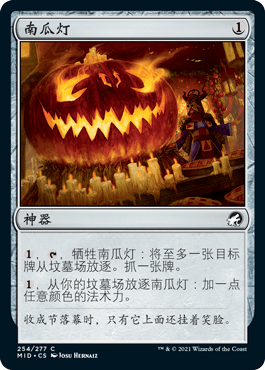 南瓜灯 1
神器
1，，牺牲南瓜灯：将至多一张目标
牌从坟墓场放逐。抓一张牌。
1，从你的坟墓场放逐南瓜灯：加一点
任意颜色的法术力。
收成节落幕时，只有它上面还挂着笑脸。
254/277 C
MID • CS Josu Hernaiz
™ & © 2021 Wizards of the Coast